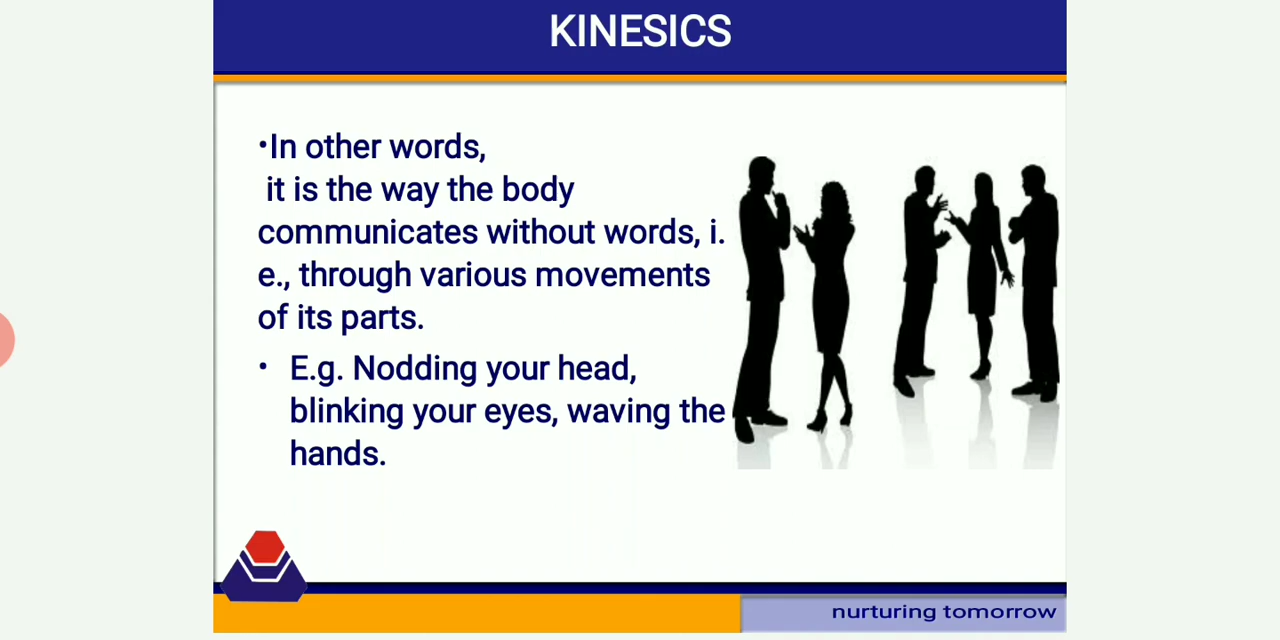 KINESICS
•In other words,
it is the way the body
communicates without words, i.
e., through various movements
of its parts.
• E.g. Nodding your head,
blinking your eyes, waving the
hands.
nurturing tomorrow